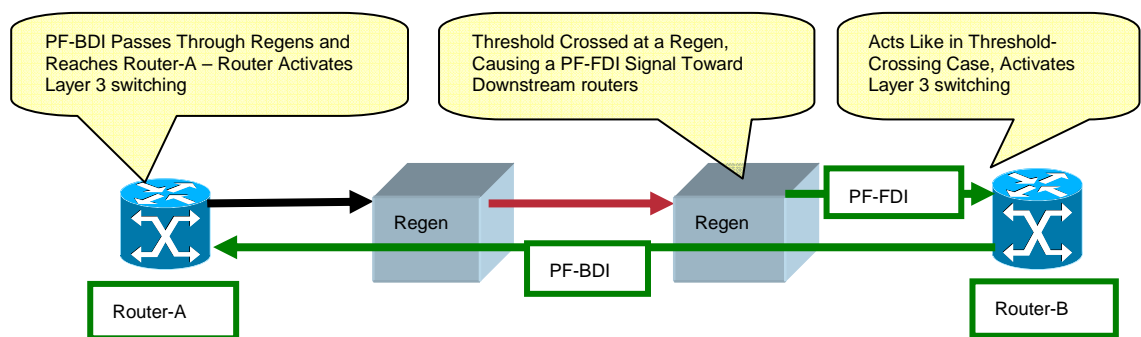 PF-BDI Passes Through Regens and
Reaches Router-A – Router Activates
Layer 3 switching
Threshold Crossed at a Regen,
Causing a PF-FDI Signal Toward
Downstream routers
Acts Like in Threshold-
Crossing Case, Activates
Layer 3 switching
Regen
Regen
PF-FDI
PF-BDI
Router-A
Router-B